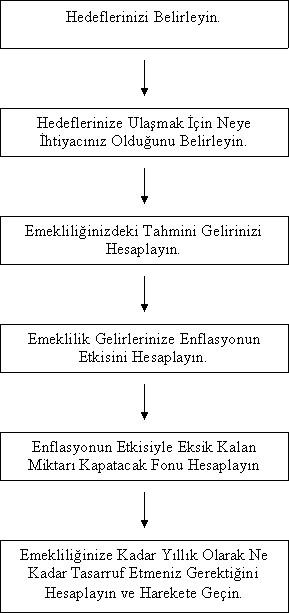 Hedeflerinizi Belirleyin.
Hedeflerinize Ulaşmak İçin Neye
İhtiyacınız Olduğunu Belirleyin.
Emekliliğinizdeki Tahmini Gelirinizi
Hesaplayın.
Emeklilik Gelirlerinize Enflasyonun
Etkisini Hesaplayın.
Enflasyonun Etkisiyle Eksik Kalan
Miktarı Kapatacak Fonu Hesaplayın
Emekliliğinize Kadar Yıllık Olarak Ne
Kadar Tasarruf Etmeniz Gerektiğini
Hesaplayın ve Harekete Geçin.